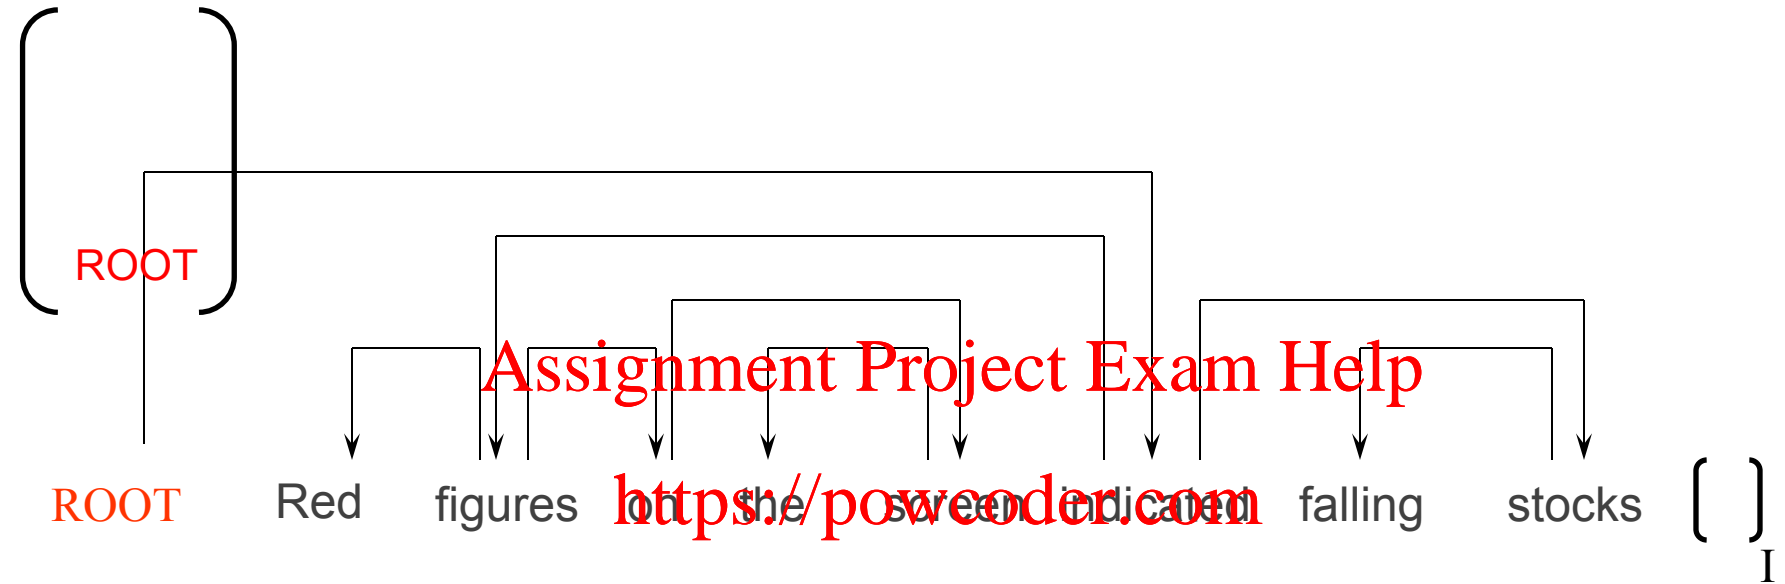 ROOT
Assignment Project Exam Help
ROOT Red figures on the screen indicated falling stocks
https://powcoder.com
I